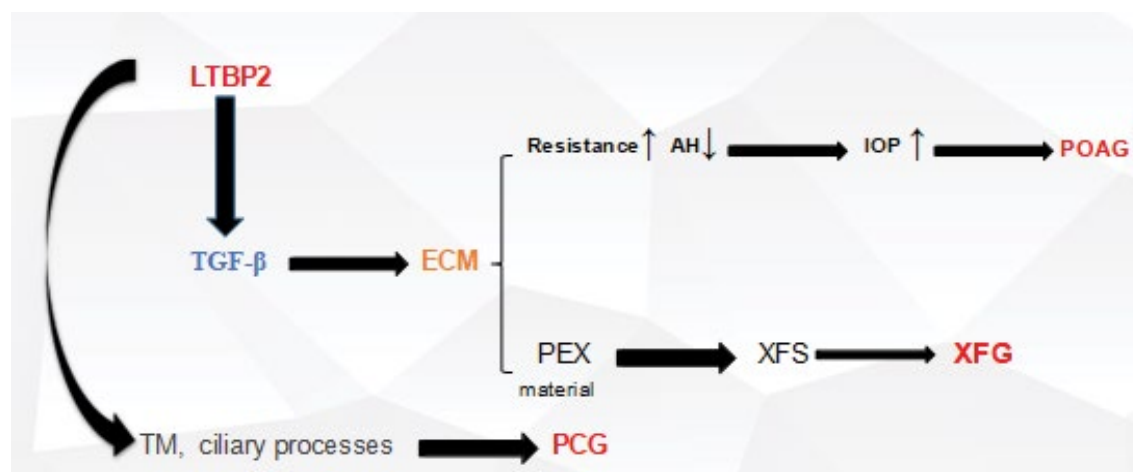 LTBP2
Resistance↑ AH↓ IOP ↑ POAG
TGF-β ECM
PEX XFS XFG
material
TM, ciliary processes PCG